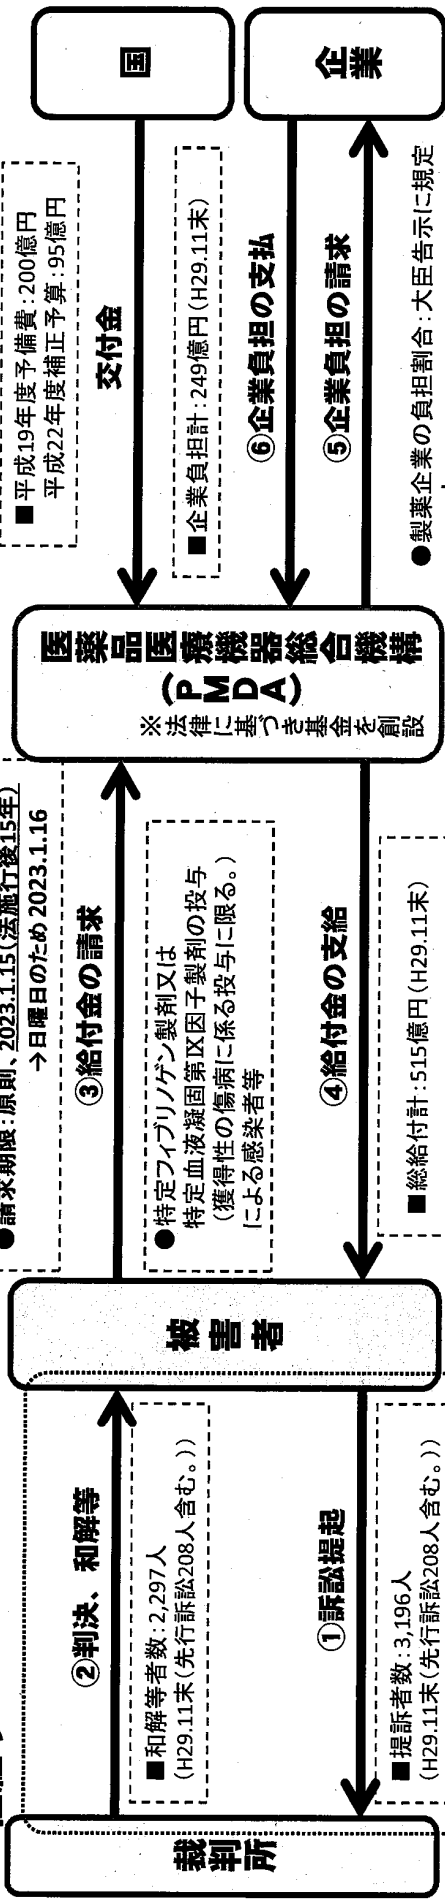 裁判所
②判決、和解等
■和解等者数：2,297人
(H29.11末(先行訴訟208人含む。))
①訴訟提起
■提訴者数：3,196人
(H29.11末(先行訴訟208人含む。))
被害者
●請求期限：原則、2023.1.15(法施行後15年)
→日曜日のため2023.1.16
③給付金の請求
●特定フィブリノゲン製剤又は
特定血液凝固第Ⅸ因子製剤の投与
(獲得性の傷病に係る投与に限る。)
による感染者等
④給付金の支給
■総給付計：515億円(H29.11末)
医薬品医療機器総合機構
(PMDA)
※法律に基づき基金を創設
■平成19年度予備費：200億円
平成22年度補正予算：95億円
交付金
■企業負担計：249億円(H29.11末)
⑥企業負担の支払
⑤企業負担の請求
●製薬企業の負担割合：大臣告示に規定
国
企業